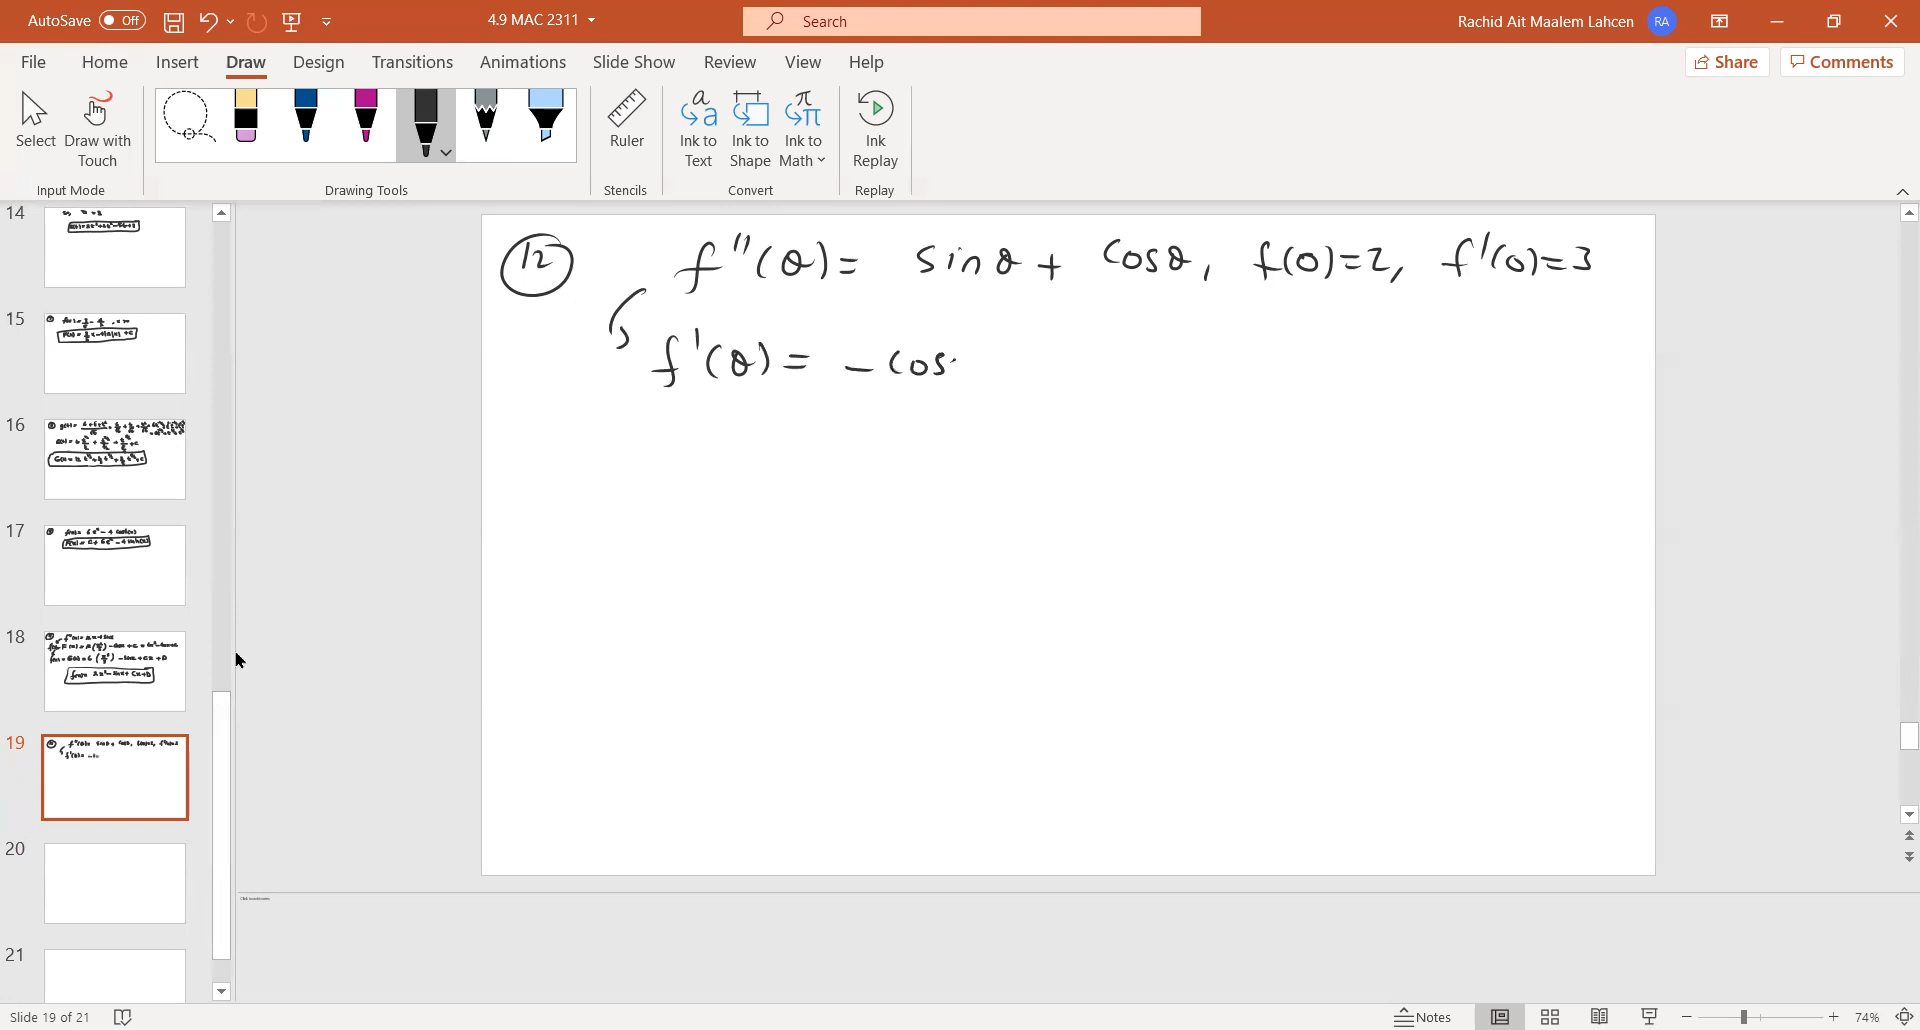 AutoSave Off 4.9 MAC 2311 Search Rachid Ait Maalem Lahcen RA
File Home Insert Draw Design Transitions Animations Slide Show Review View Help Share Comments
Select Draw with Touch Ruler Ink to Text Ink to Shape Ink to Math Ink Replay
Input Mode Drawing Tools Stencils Convert Replay
14
15
16
17
18
19
20
21
12 f''(θ)= sinθ + cosθ, f(0)=2, f'(0)=3
f'(θ)= -cos
Slide 19 of 21 Notes 74%